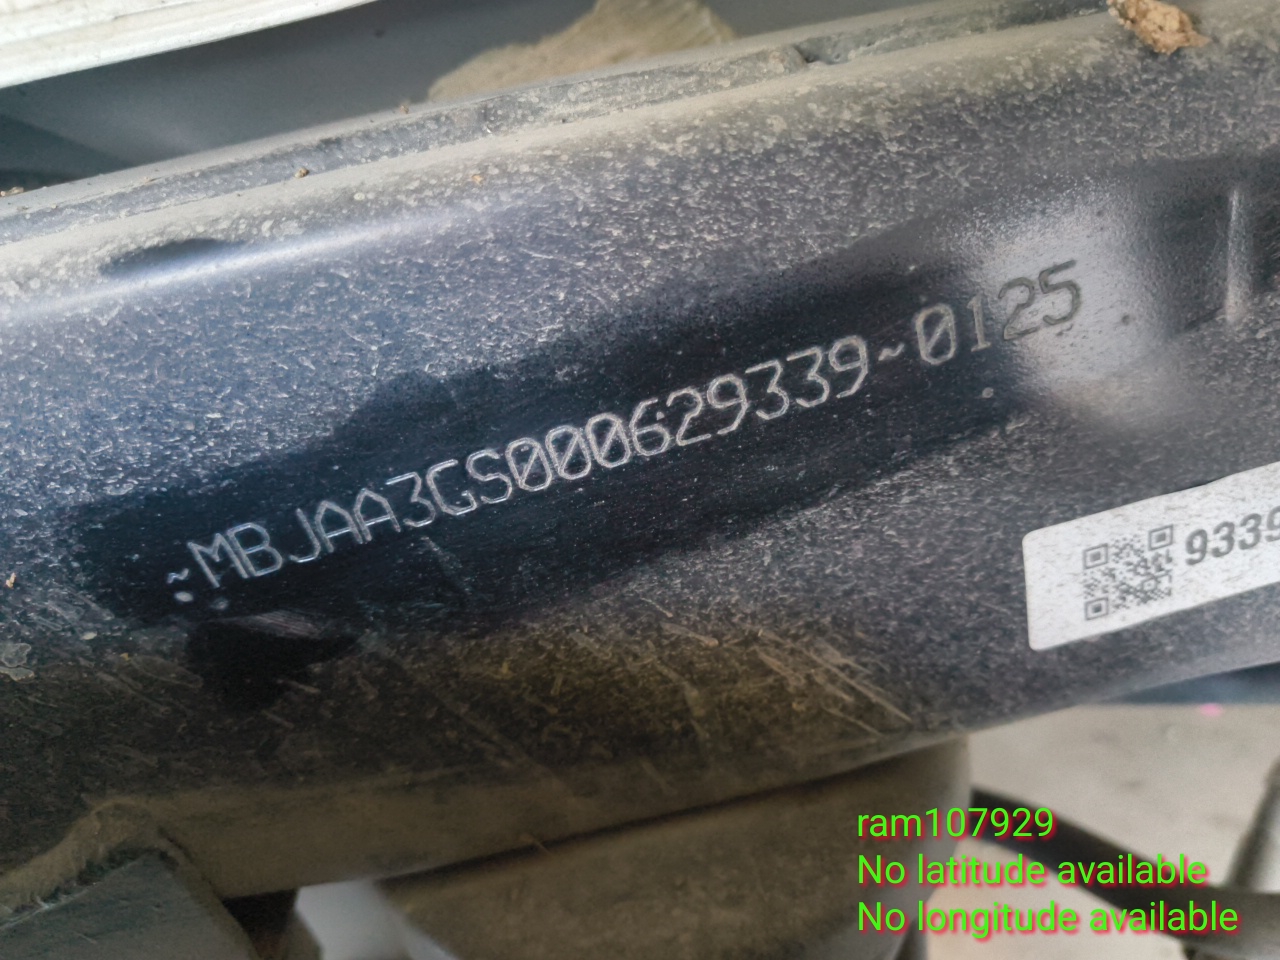 ~MBJAA3GS000629339~0125
9339
ram107929
No latitude available
No longitude available